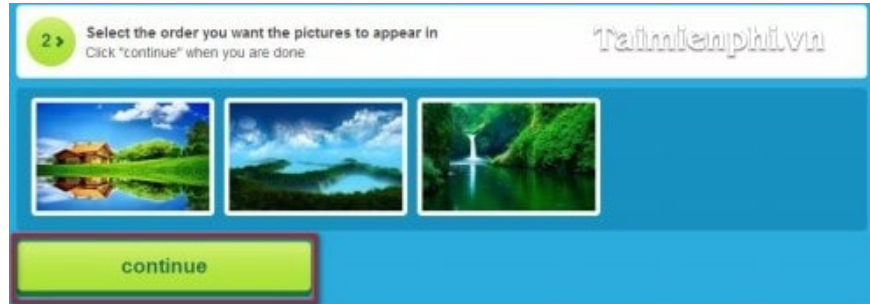 2 Select the order you want the pictures to appear in
Click "continue" when you are done
Taimienphi.vn
continue